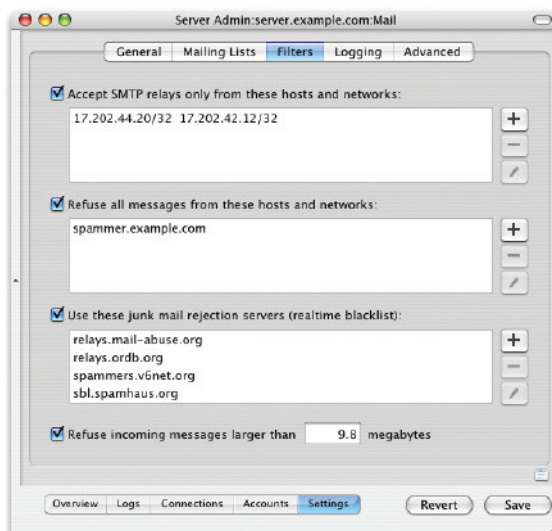 Server Admin:server.example.com:Mail
General Mailing Lists Filters Logging Advanced
Accept SMTP relays only from these hosts and networks:
17.202.44.20/32 17.202.42.12/32
Refuse all messages from these hosts and networks:
spammer.example.com
Use these junk mail rejection servers (realtime blacklist):
relays.mail-abuse.org
relays.ordb.org
spammers.v6net.org
sbl.spamhaus.org
Refuse incoming messages larger than 9.8 megabytes
Overview Logs Connections Accounts Settings Revert Save